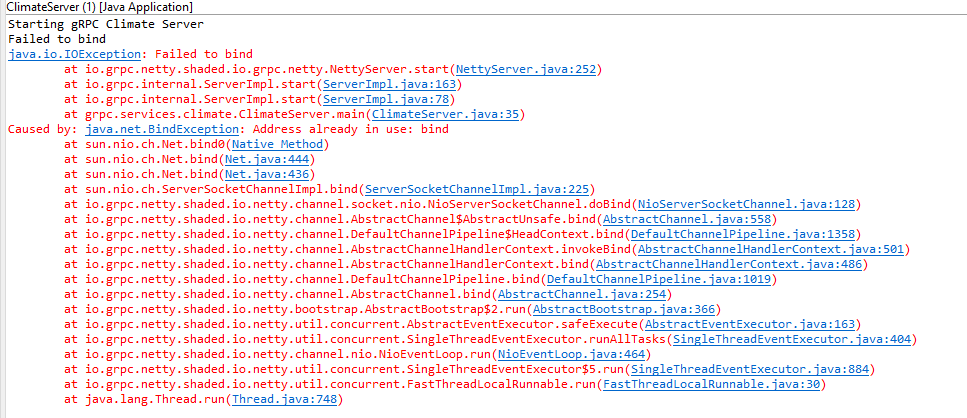 ClimateServer (1) [Java Application]
Starting gRPC Climate Server
Failed to bind
java.io.IOException: Failed to bind
at io.grpc.netty.shaded.io.grpc.netty.NettyServer.start(NettyServer.java:252)
at io.grpc.internal.ServerImpl.start(ServerImpl.java:163)
at io.grpc.internal.ServerImpl.start(ServerImpl.java:78)
at grpc.services.climate.ClimateServer.main(ClimateServer.java:35)
Caused by: java.net.BindException: Address already in use: bind
at sun.nio.ch.Net.bind0(Native Method)
at sun.nio.ch.Net.bind(Net.java:444)
at sun.nio.ch.Net.bind(Net.java:436)
at sun.nio.ch.ServerSocketChannelImpl.bind(ServerSocketChannelImpl.java:225)
at io.grpc.netty.shaded.io.netty.channel.socket.nio.NioServerSocketChannel.doBind(NioServerSocketChannel.java:128)
at io.grpc.netty.shaded.io.netty.channel.AbstractChannel$AbstractUnsafe.bind(AbstractChannel.java:558)
at io.grpc.netty.shaded.io.netty.channel.DefaultChannelPipeline$HeadContext.bind(DefaultChannelPipeline.java:1358)
at io.grpc.netty.shaded.io.netty.channel.AbstractChannelHandlerContext.invokeBind(AbstractChannelHandlerContext.java:501)
at io.grpc.netty.shaded.io.netty.channel.AbstractChannelHandlerContext.bind(AbstractChannelHandlerContext.java:486)
at io.grpc.netty.shaded.io.netty.channel.DefaultChannelPipeline.bind(DefaultChannelPipeline.java:1019)
at io.grpc.netty.shaded.io.netty.channel.AbstractChannel.bind(AbstractChannel.java:254)
at io.grpc.netty.shaded.io.netty.bootstrap.AbstractBootstrap$2.run(AbstractBootstrap.java:366)
at io.grpc.netty.shaded.io.netty.util.concurrent.AbstractEventExecutor.safeExecute(AbstractEventExecutor.java:163)
at io.grpc.netty.shaded.io.netty.util.concurrent.SingleThreadEventExecutor.runAllTasks(SingleThreadEventExecutor.java:404)
at io.grpc.netty.shaded.io.netty.channel.nio.NioEventLoop.run(NioEventLoop.java:464)
at io.grpc.netty.shaded.io.netty.util.concurrent.SingleThreadEventExecutor$5.run(SingleThreadEventExecutor.java:884)
at io.grpc.netty.shaded.io.netty.util.concurrent.FastThreadLocalRunnable.run(FastThreadLocalRunnable.java:30)
at java.lang.Thread.run(Thread.java:748)